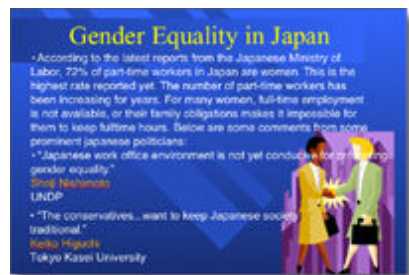 Gender Equality in Japan
•According to the latest reports from the Japanese Ministry of
Labor, 72% of part-time workers in Japan are women. This is the
highest rate reported yet. The number of part-time workers has
been increasing for years. For many women, full-time employment
is not available, or their family obligations makes it impossible for
them to keep fulltime hours. Below are some comments from some
prominent japanese politicians:
•"Japanese work office environment is not yet conducive for promoting
gender equality."
Shoji Nishimoto
UNDP
• "The conservatives...want to keep Japanese society
traditional."
Keiko Higuchi
Tokyo Kasei University